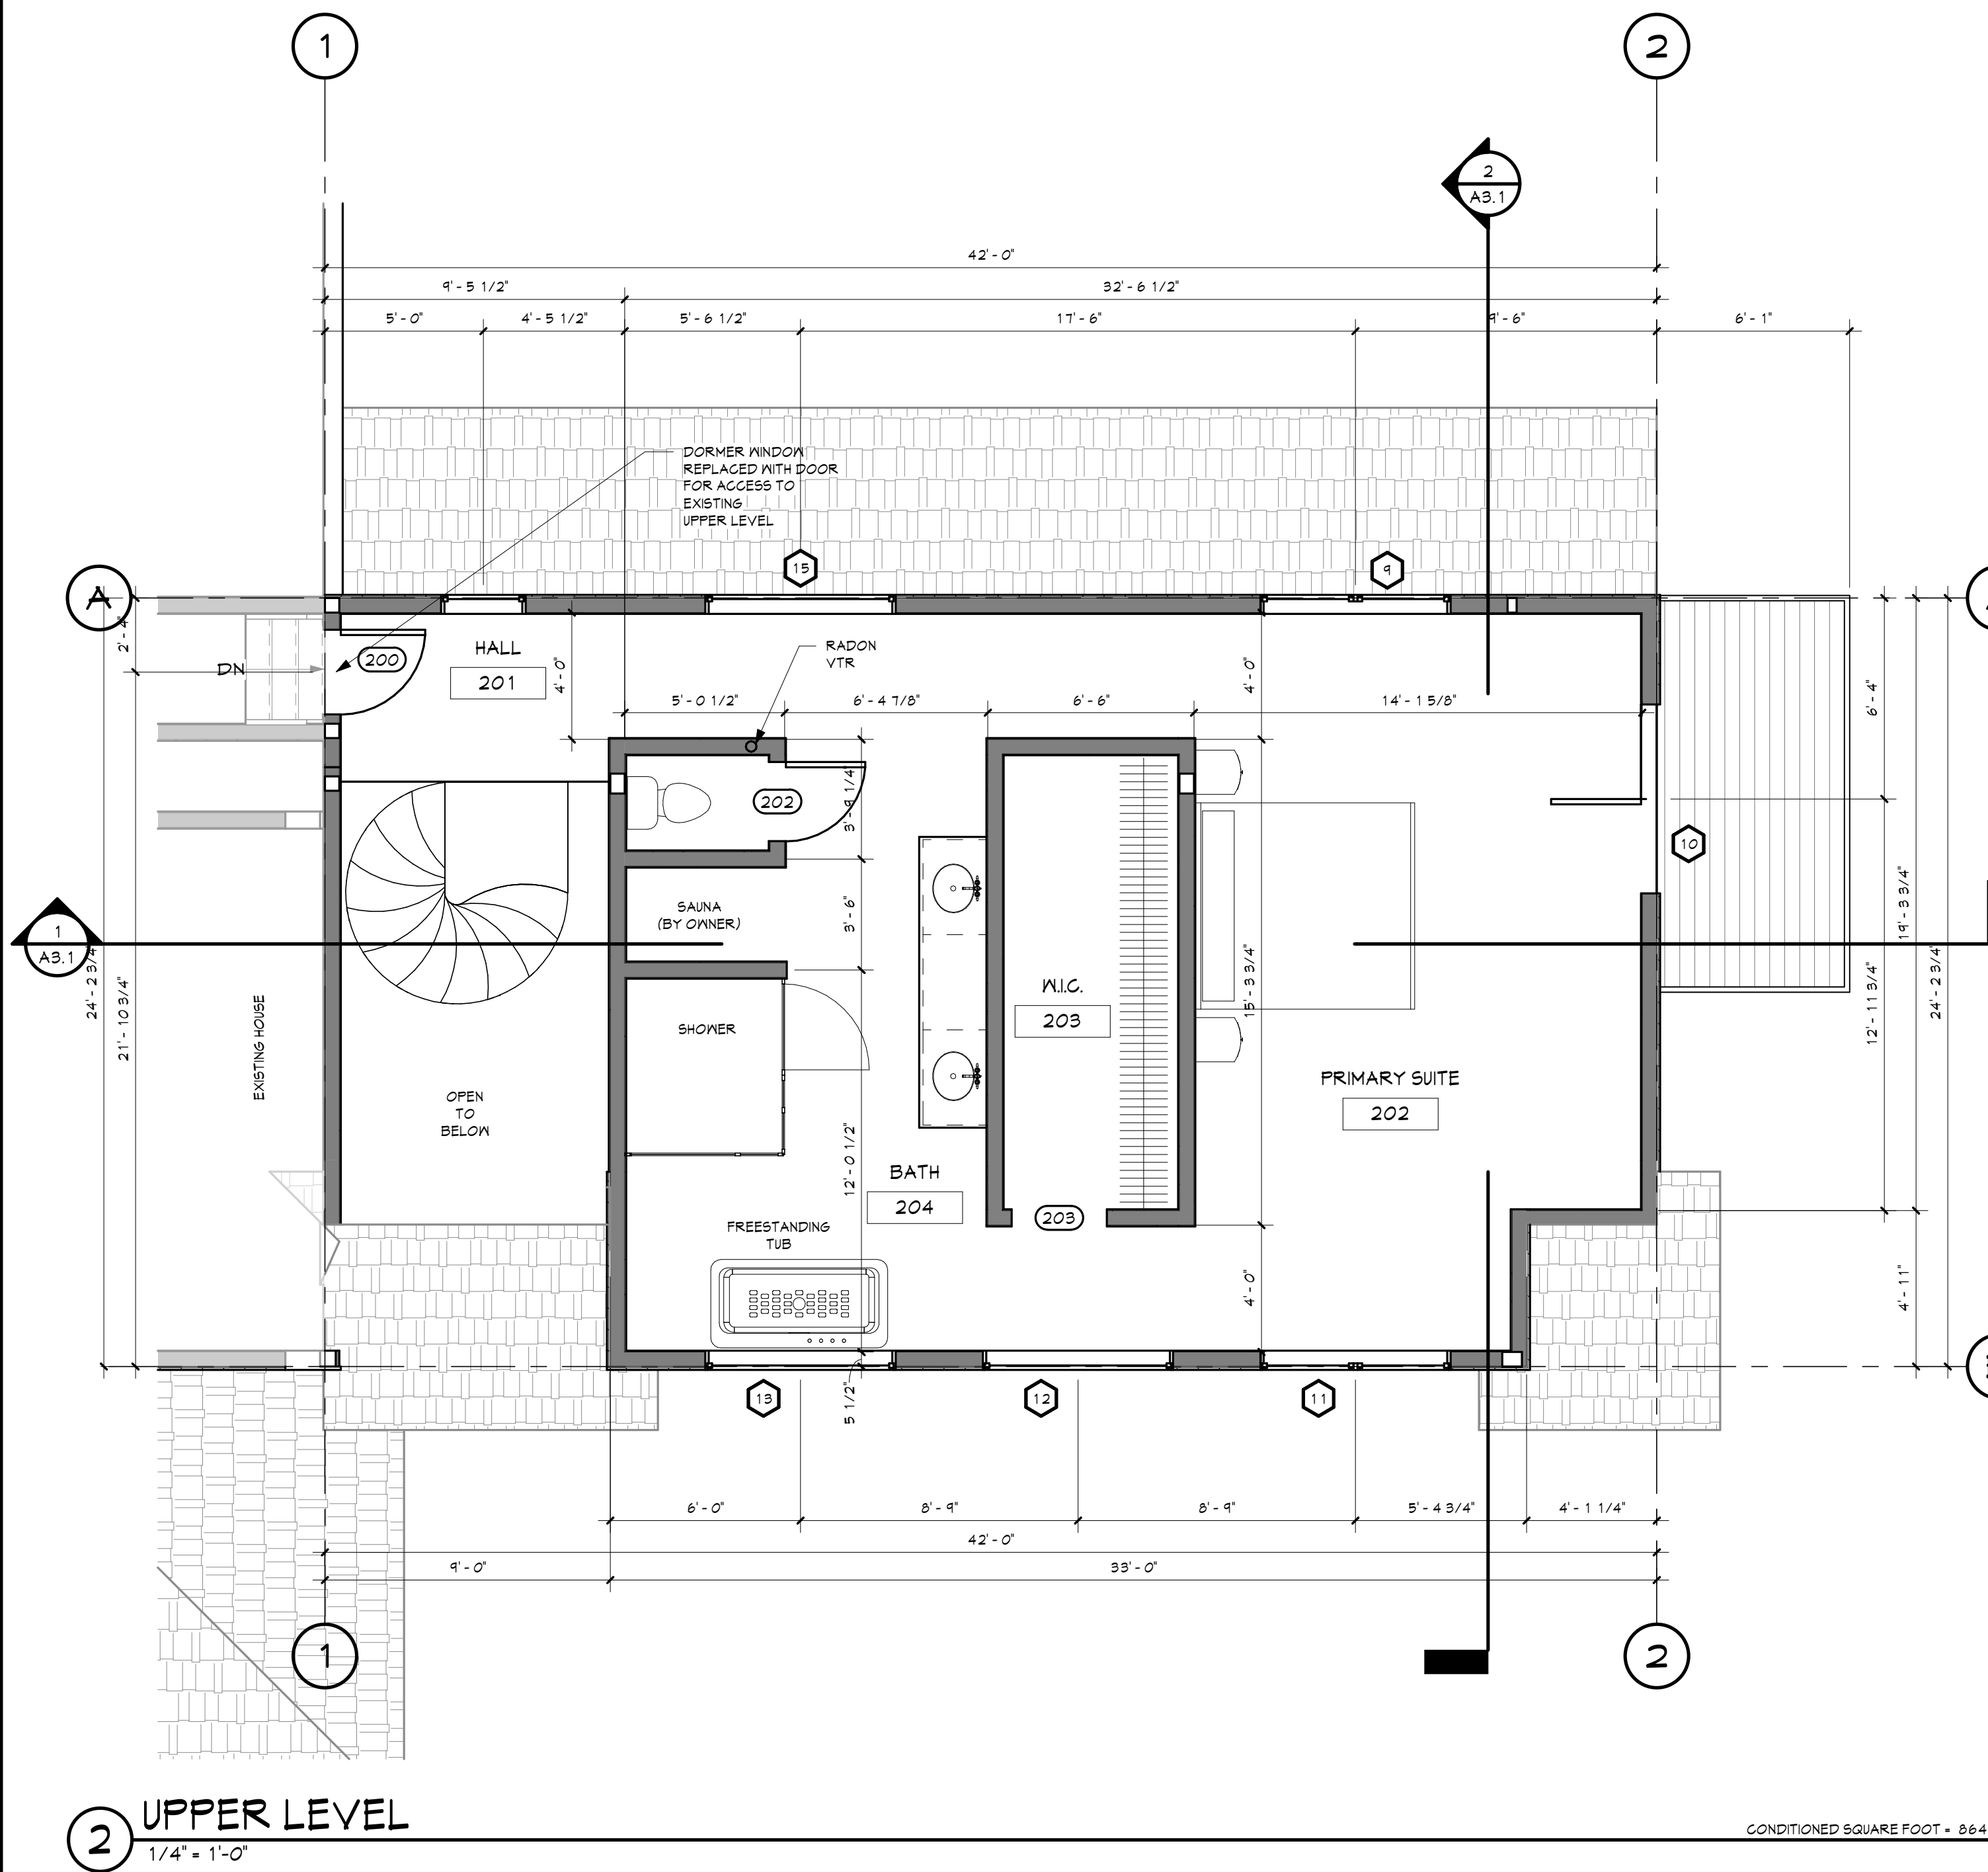 1
2
2
A3.1
42'- 0"
9'- 5 1/2"
32'- 6 1/2"
5'- 0"
4'- 5 1/2"
5'- 6 1/2"
17'- 6"
9'- 6"
6'- 1"
DORMER WINDOW
REPLACED WITH DOOR
FOR ACCESS TO
EXISTING
UPPER LEVEL
15
9
A
2'- 4"
DN
200
HALL
201
4'- 0"
RADON
VTR
4'- 0"
6'- 4"
5'- 0 1/2"
6'- 4 7/8"
6'- 6"
14'- 1 5/8"
202
3'- 9 1/4"
10
SAUNA
(BY OWNER)
3'- 6"
19'- 3 3/4"
1
A3.1
24'- 2 3/4"
21'- 10 3/4"
EXISTING HOUSE
W.I.C.
203
15'- 3 3/4"
12'- 11 3/4"
24'- 2 3/4"
SHOWER
PRIMARY SUITE
202
OPEN
TO
BELOW
12'- 0 1/2"
BATH
204
203
FREESTANDING
TUB
4'- 0"
4'- 11"
13
12
11
5 1/2"
6'- 0"
8'- 9"
8'- 9"
5'- 4 3/4"
4'- 1 1/4"
42'- 0"
9'- 0"
33'- 0"
1
2
2
UPPER LEVEL
1/4" = 1'-0"
CONDITIONED SQUARE FOOT = 864